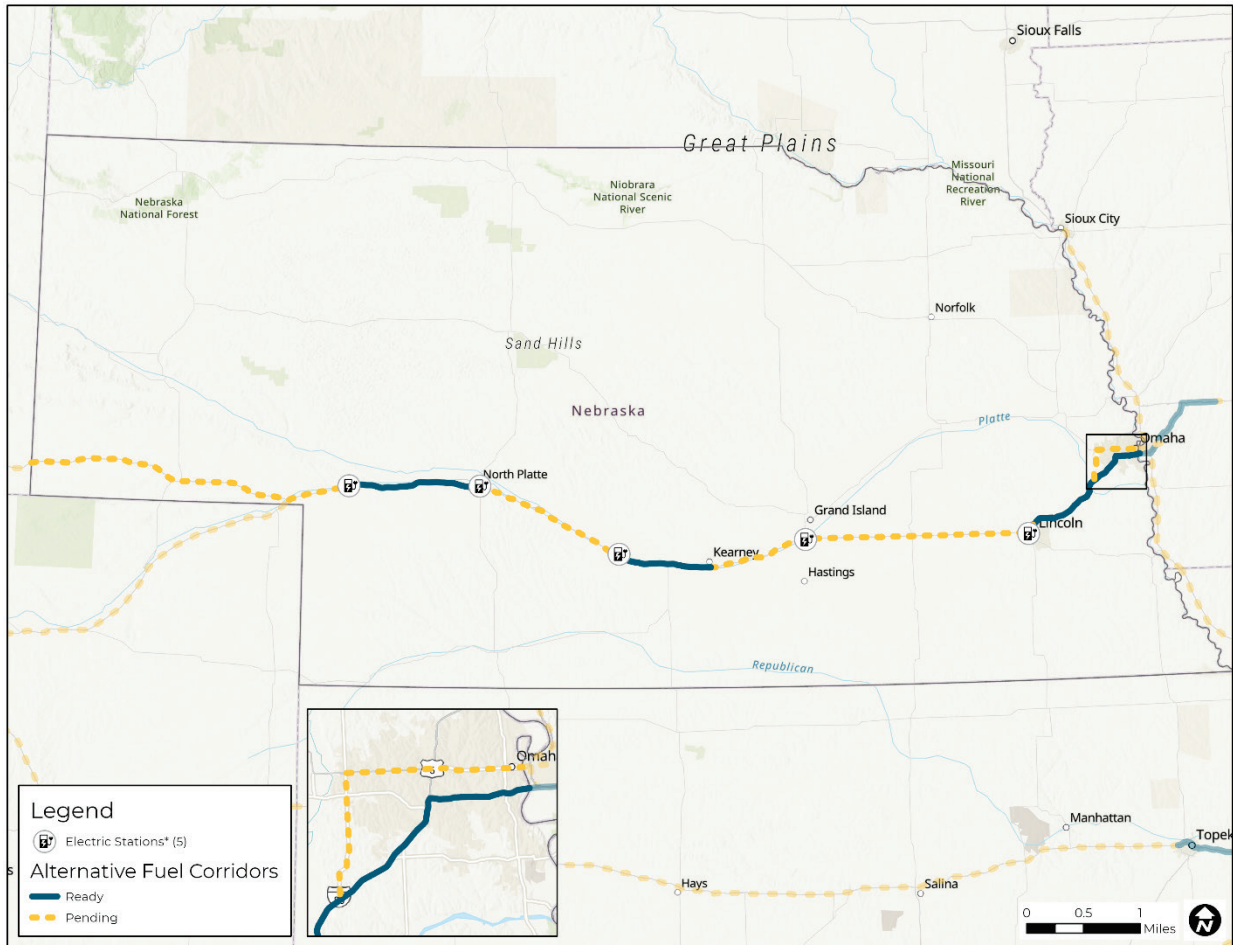 Sioux Falls
Great Plains
Missouri
National
Recreation
River
Niobrara
National Scenic
River
Nebraska
National Forest
Sioux City
Norfolk
Sand Hills
Nebraska
Platte
Omaha
North Platte
Grand Island
Lincoln
Kearney
Hastings
Republican
Omah
6
Legend
Electric Stations* (5)
Alternative Fuel Corridors
Ready
Pending
Manhattan
Topek
Hays
Salina
s
0 0.5 1
Miles
N